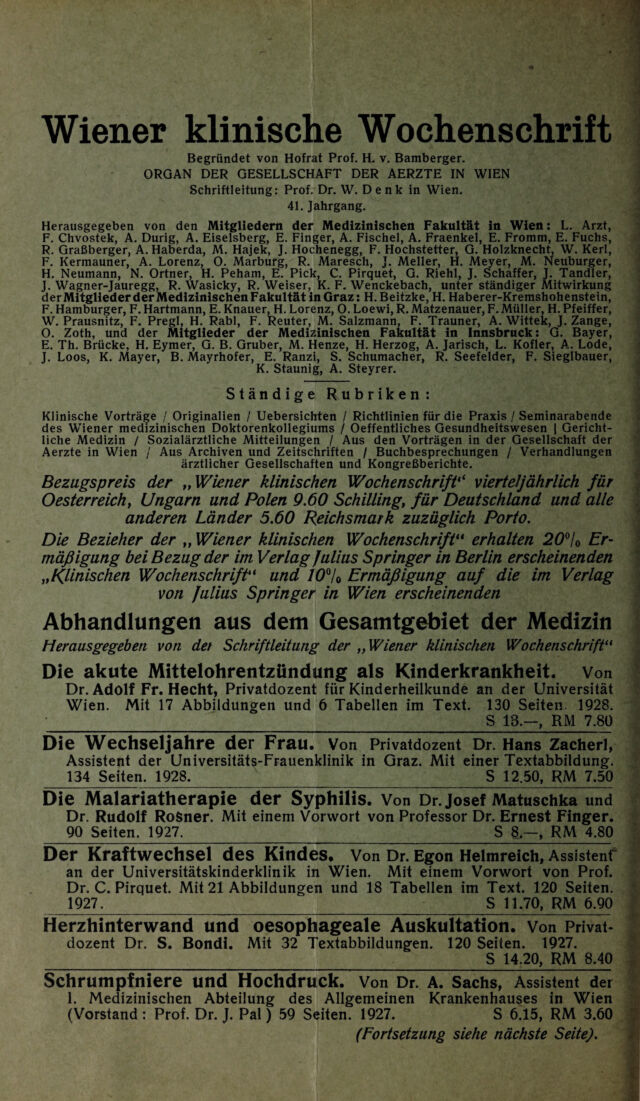 Wiener klinische Wochenschrift
Begründet von Hofrat Prof. H. v. Bamberger.
ORGAN DER GESELLSCHAFT DER AERZTE IN WIEN
Schriftleitung: Prof. Dr. W. Denk in Wien.
41. Jahrgang.
Herausgegeben von den Mitgliedern der Medizinischen Fakultät in Wien: L. Arzt,
F. Chvostek, A. Durig, A. Eiselsberg, E. Finger, A. Fischel, A. Fraenkel, E. Fromm, E. Fuchs,
R. Graßberger, A. Haberda, M. Hajek, J. Hochenegg, F. Hochstetter, G. Holzknecht, W. Kerl,
F. Kermauner, A. Lorenz, O. Marburg, R. Maresch, J. Meller, H. Meyer, M. Neuburger,
H. Neumann, N. Ortner, H. Peham, E. Pick, C. Pirquet, G. Riehl, J. Schaffer, J. Tandler,
J. Wagner-Jauregg, R. Wasicky, R. Weiser, K. F. Wenckebach, unter ständiger Mitwirkung
der Mitglieder der Medizinischen Fakultät in Graz: H. Beitzke, H. Haberer-Kremshohenstein,
F. Hamburger, F. Hartmann, E. Knauer, H. Lorenz, O. Loewi, R. Matzenauer, F. Müller, H. Pfeiffer,
W. Prausnitz, F. Pregl, H. Rabl, F. Reuter, M. Salzmann, F. Trauner, A. Wittek, J. Zange,
O. Zoth, und der Mitglieder der Medizinischen Fakultät in Innsbruck: G. Bayer,
E. Th. Brücke, H. Eymer, G. B. Gruber, M. Henze, H. Herzog, A. Jarisch, L. Kofler, A. Lode,
J. Loos, K. Mayer, B. Mayrhofer, E. Ranzi, S. Schumacher, R. Seefelder, F. Sieglbauer,
K. Staunig, A. Steyrer.
Ständige Rubriken:
Klinische Vorträge / Originalien / Uebersichten / Richtlinien für die Praxis / Seminarabende
des Wiener medizinischen Doktorenkollegiums / Oeffentliches Gesundheitswesen | Gericht-
liche Medizin / Sozialärztliche Mitteilungen / Aus den Vorträgen in der Gesellschaft der
Aerzte in Wien / Aus Archiven und Zeitschriften / Buchbesprechungen / Verhandlungen
ärztlicher Gesellschaften und Kongreßberichte.
Bezugspreis der „Wiener klinischen Wochenschrift“ vierteljährlich für
Oesterreich, Ungarn und Polen 9.60 Schilling, für Deutschland und alle
anderen Länder 5.60 Reichsmark zuzüglich Porto.
Die Bezieher der „Wiener klinischen Wochenschrift“ erhalten 20% Er-
mäßigung bei Bezug der im Verlag Julius Springer in Berlin erscheinenden
„Klinischen Wochenschrift“ und 10% Ermäßigung auf die im Verlag
von Julius Springer in Wien erscheinenden
Abhandlungen aus dem Gesamtgebiet der Medizin
Herausgegeben von der Schriftleitung der „Wiener klinischen Wochenschrift“
Die akute Mittelohrentzündung als Kinderkrankheit. Von
Dr. Adolf Fr. Hecht, Privatdozent für Kinderheilkunde an der Universität
Wien. Mit 17 Abbildungen und 6 Tabellen im Text. 130 Seiten. 1928.
S 13.—, RM 7.80
Die Wechseljahre der Frau. Von Privatdozent Dr. Hans Zacherl,
Assistent der Universitäts-Frauenklinik in Graz. Mit einer Textabbildung.
134 Seiten. 1928. S 12.50, RM 7.50
Die Malariatherapie der Syphilis. Von Dr. Josef Matuschka und
Dr. Rudolf Rosner. Mit einem Vorwort von Professor Dr. Ernest Finger.
90 Seiten. 1927. S 8.—, RM 4.80
Der Kraftwechsel des Kindes. Von Dr. Egon Helmreich, Assistent
an der Universitätskinderklinik in Wien. Mit einem Vorwort von Prof.
Dr. C. Pirquet. Mit 21 Abbildungen und 18 Tabellen im Text. 120 Seiten.
1927. S 11.70, RM 6.90
Herzhinterwand und oesophageale Auskultation. Von Privat-
dozent Dr. S. Bondi. Mit 32 Textabbildungen. 120 Seiten. 1927.
S 14.20, RM 8.40
Schrumpfniere und Hochdruck. Von Dr. A. Sachs, Assistent der
1. Medizinischen Abteilung des Allgemeinen Krankenhauses in Wien
(Vorstand : Prof. Dr. J. Pal) 59 Seiten. 1927. S 6.15, RM 3.60
(Fortsetzung siehe nächste Seite).